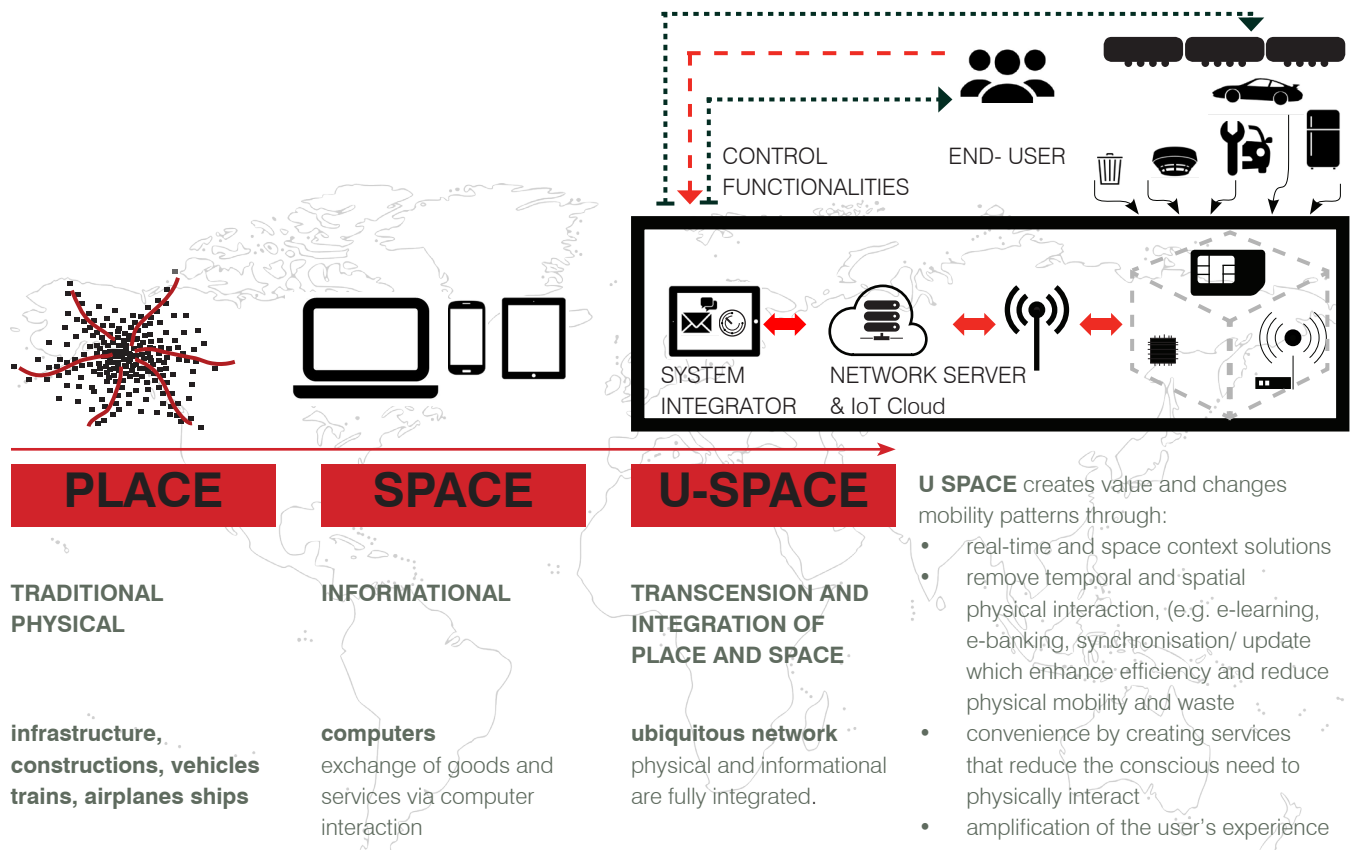 CONTROL
FUNCTIONALITIES
END- USER
SYSTEM
INTEGRATOR
NETWORK SERVER
& IoT Cloud
PLACE
SPACE
U-SPACE
TRADITIONAL
PHYSICAL
INFORMATIONAL
TRANSCENSION AND
INTEGRATION OF
PLACE AND SPACE
infrastructure,
constructions, vehicles
trains, airplanes ships
computers
exchange of goods and
services via computer
interaction
ubiquitous network
physical and informational
are fully integrated.
U SPACE creates value and changes
mobility patterns through:
• real-time and space context solutions
• remove temporal and spatial
physical interaction, (e.g. e-learning,
e-banking, synchronisation/ update
which enhance efficiency and reduce
physical mobility and waste
• convenience by creating services
that reduce the conscious need to
physically interact
• amplification of the user's experience